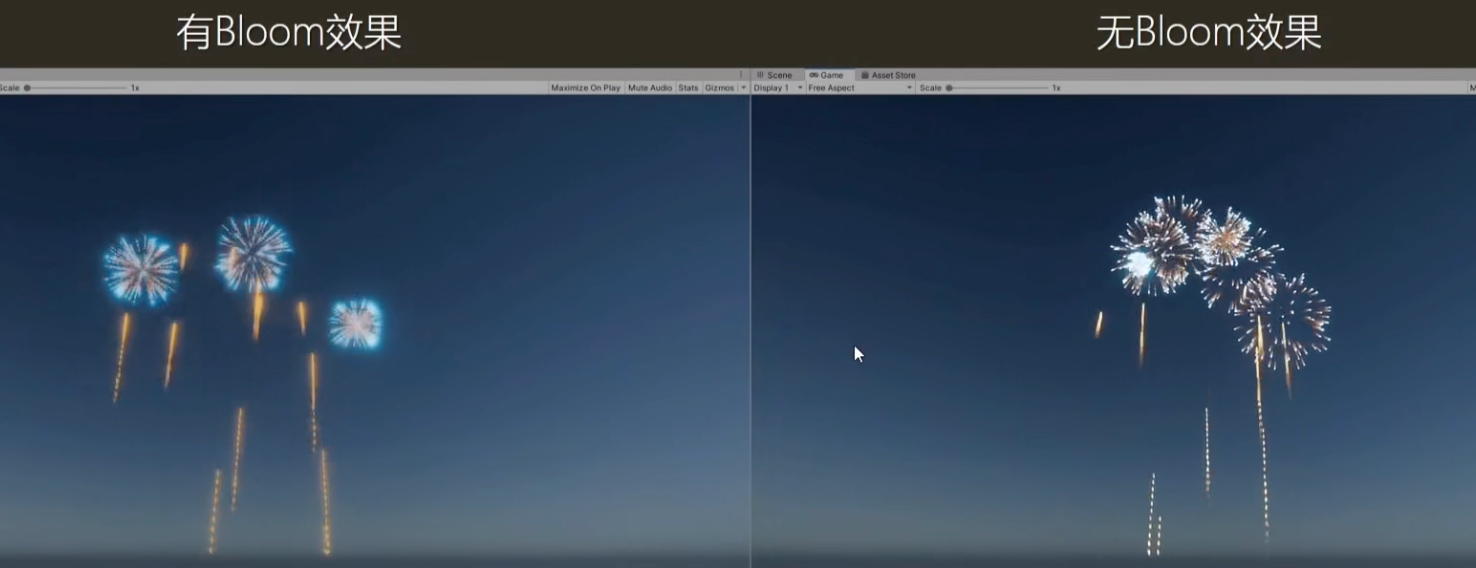 有Bloom效果
无Bloom效果
Scale 1x Maximize On Play Mute Audio Stats Gizmos
Scene Game Asset Store
Display 1 Free Aspect Scale 1x M